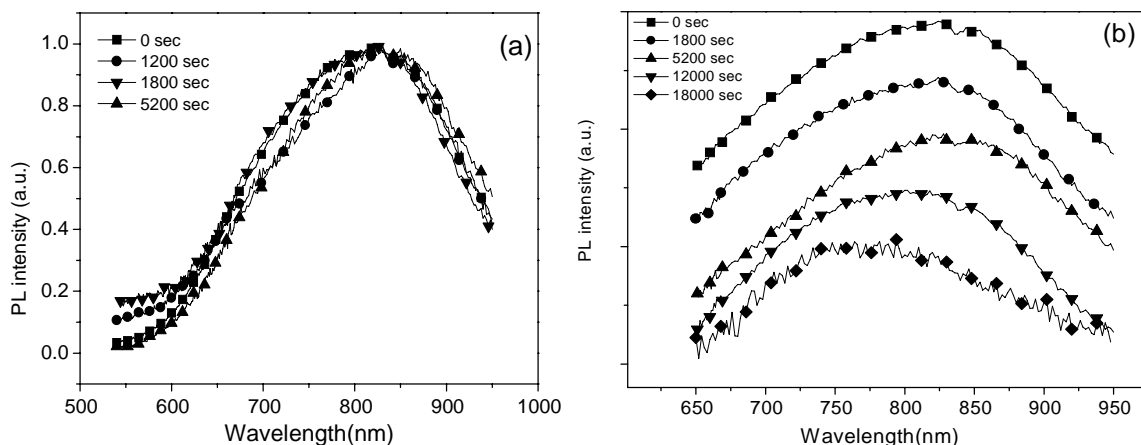 (a)
0 sec
1200 sec
1800 sec
5200 sec
PL intensity (a.u.)
1.0
0.8
0.6
0.4
0.2
0.0
500 600 700 800 900 1000
Wavelength(nm)
(b)
0 sec
1800 sec
5200 sec
12000 sec
18000 sec
PL intensity (a.u.)
650 700 750 800 850 900 950
Wavelength(nm)